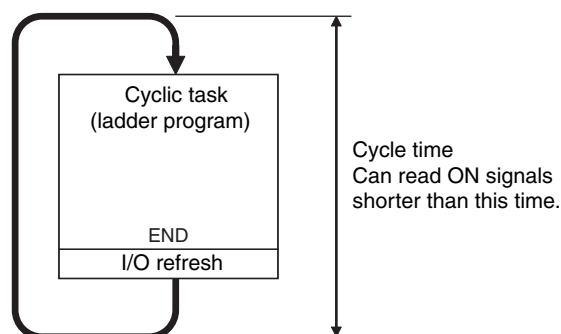 Cyclic task
(ladder program)
END
I/O refresh
Cycle time
Can read ON signals
shorter than this time.